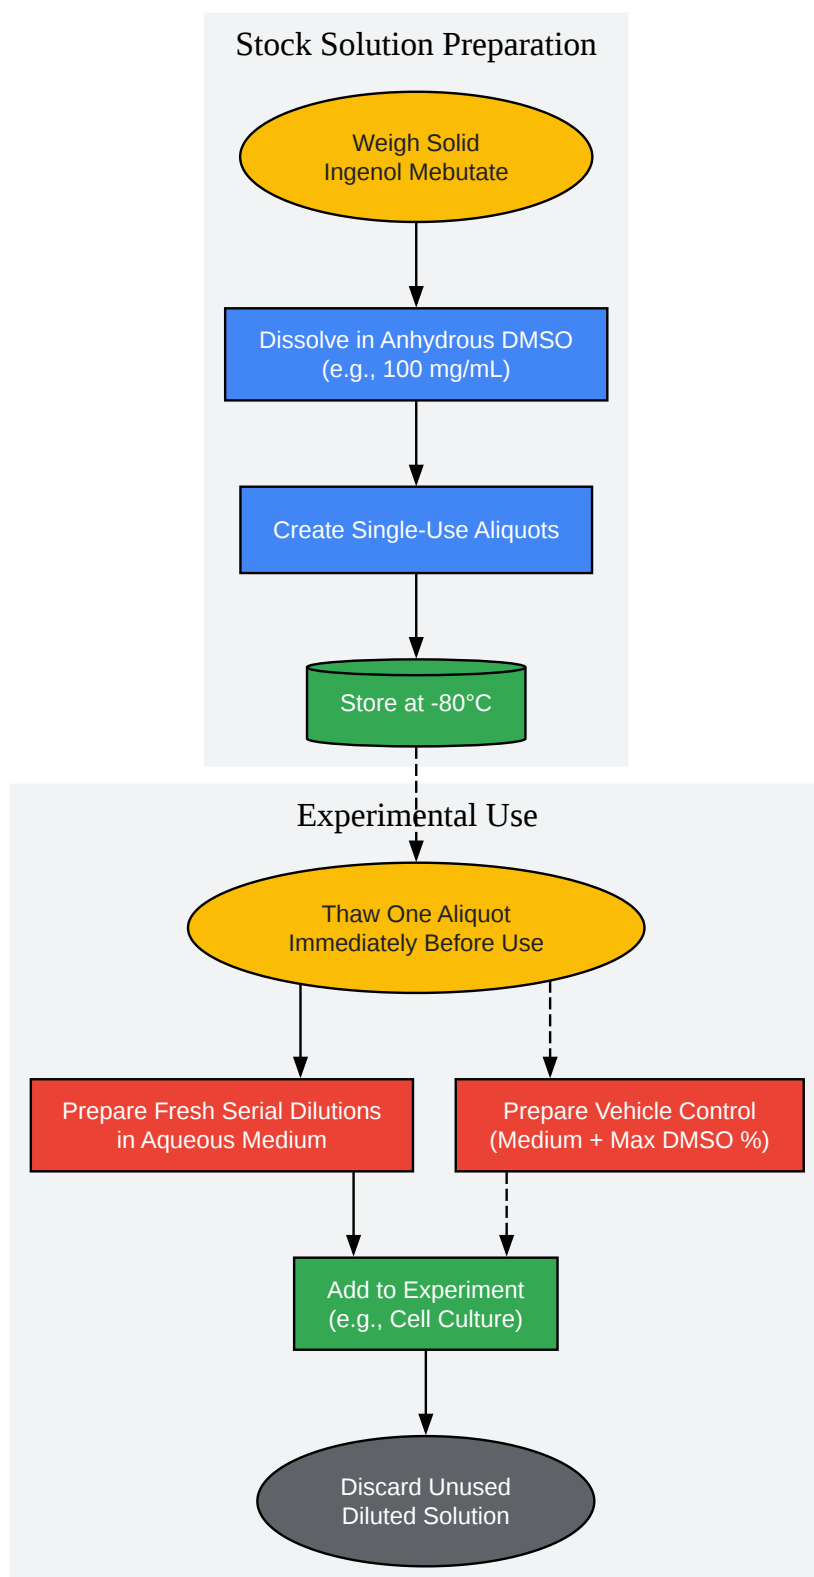 Stock Solution Preparation
Weigh Solid
Ingenol Mebutate
Dissolve in Anhydrous DMSO
(e.g., 100 mg/mL)
Create Single-Use Aliquots
Store at -80°C
Experimental Use
Thaw One Aliquot
Immediately Before Use
Prepare Fresh Serial Dilutions
in Aqueous Medium
Prepare Vehicle Control
(Medium + Max DMSO %)
Add to Experiment
(e.g., Cell Culture)
Discard Unused
Diluted Solution